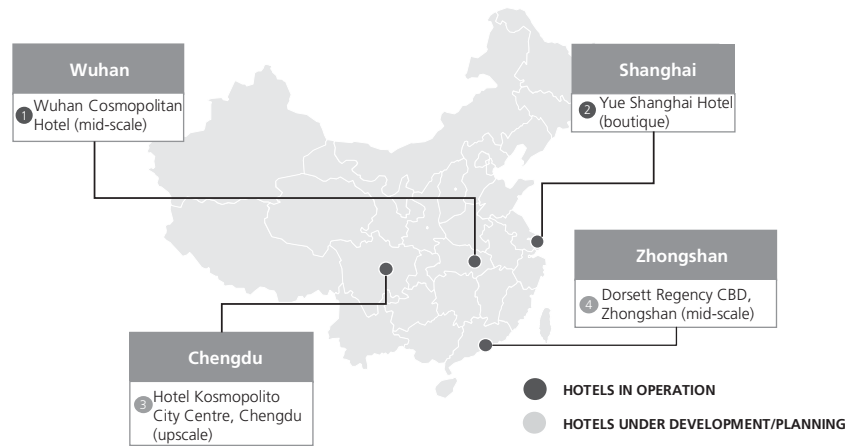 Wuhan
1 Wuhan Cosmopolitan
Hotel (mid-scale)
Shanghai
2 Yue Shanghai Hotel
(boutique)
Zhongshan
4 Dorsett Regency CBD,
Zhongshan (mid-scale)
Chengdu
3 Hotel Kosmopolito
City Centre, Chengdu
(upscale)
HOTELS IN OPERATION
HOTELS UNDER DEVELOPMENT/PLANNING